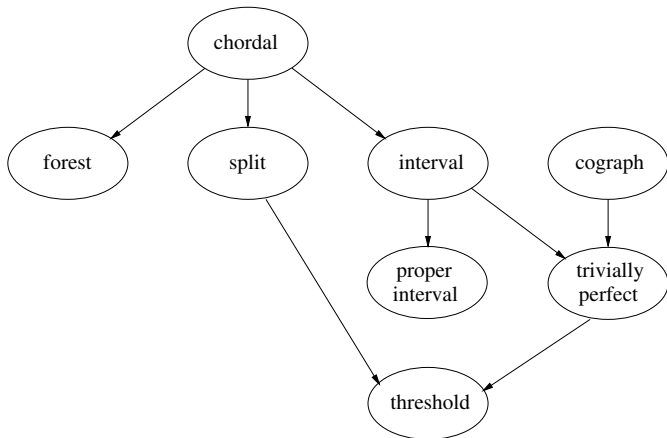 chordal
forest
split
interval
cograph
proper
interval
trivially
perfect
threshold